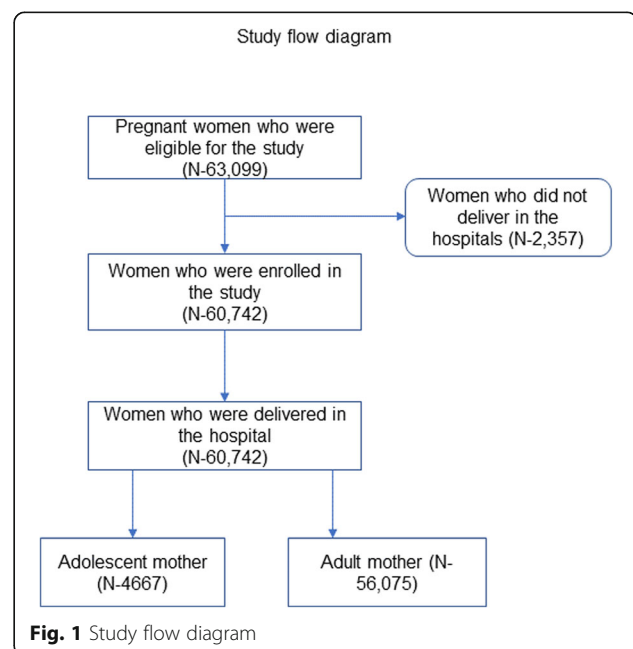 Study flow diagram
Pregnant women who were
eligible for the study
(N-63,099)
Women who did not
deliver in the
hospitals (N-2,357)
Women who were enrolled in
the study
(N-60,742)
Women who were delivered in
the hospital
(N-60,742)
Adolescent mother
(N-4667)
Adult mother (N-
56,075)
Fig. 1 Study flow diagram